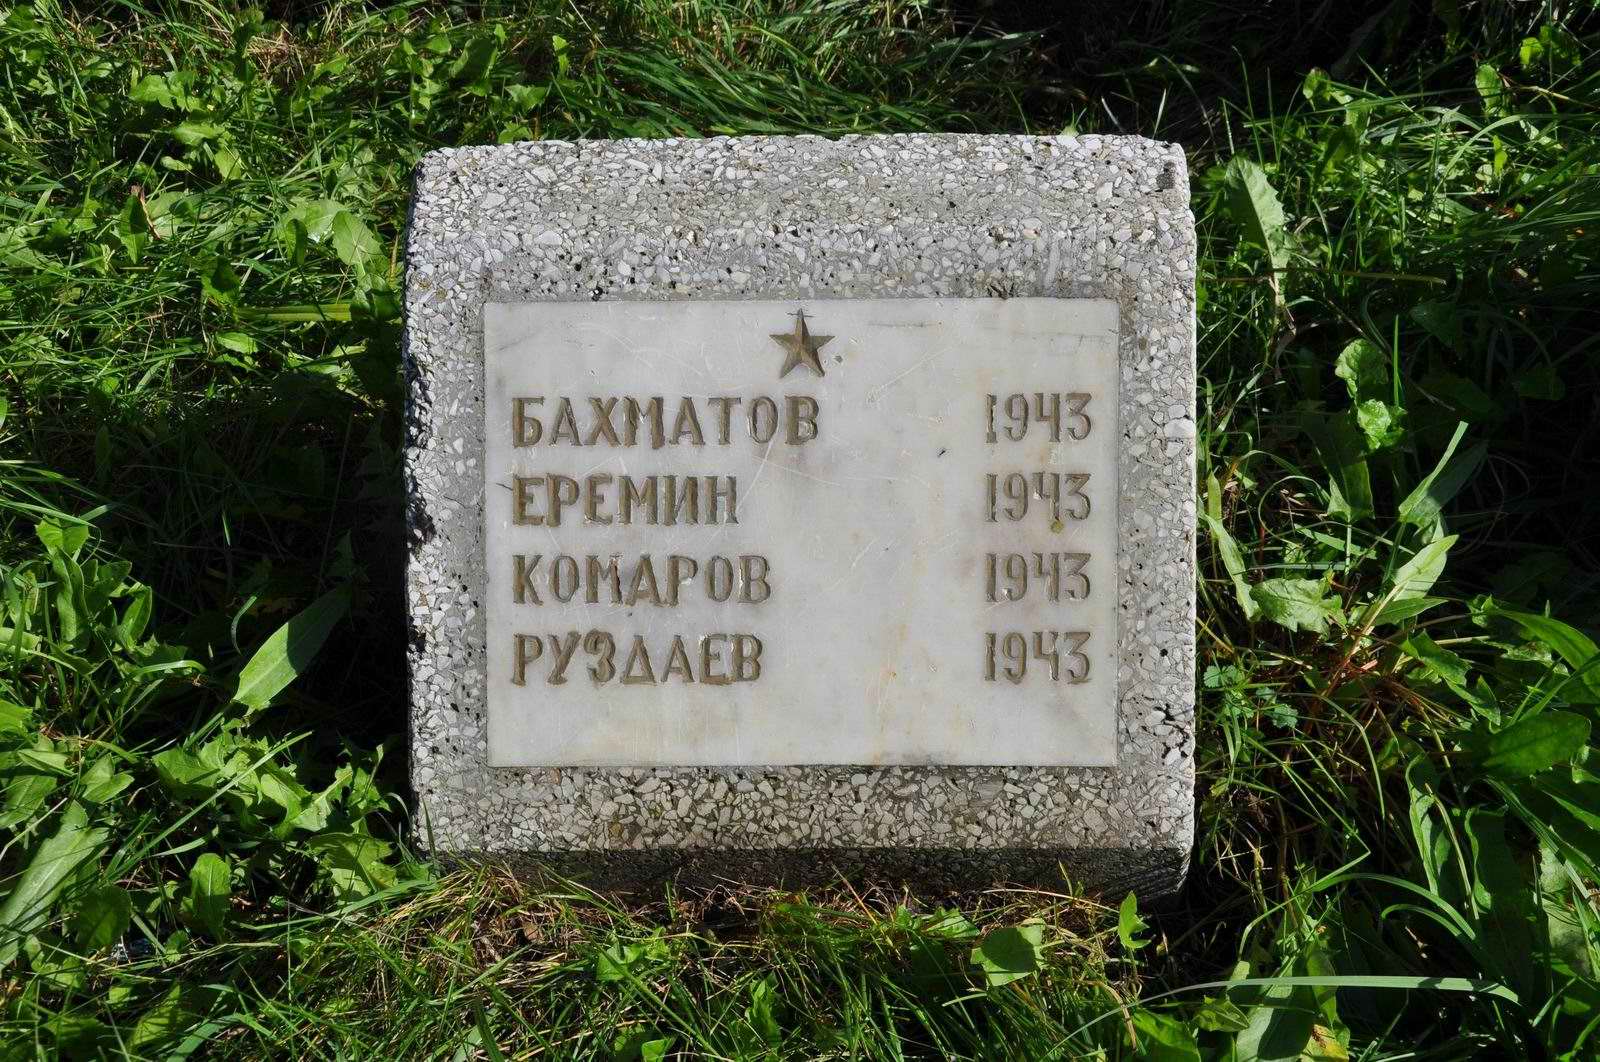 БАХМАТОВ 1943
ЕРЕМИН 1943
КОМАРОВ 1943
РУЗДАЕВ 1943